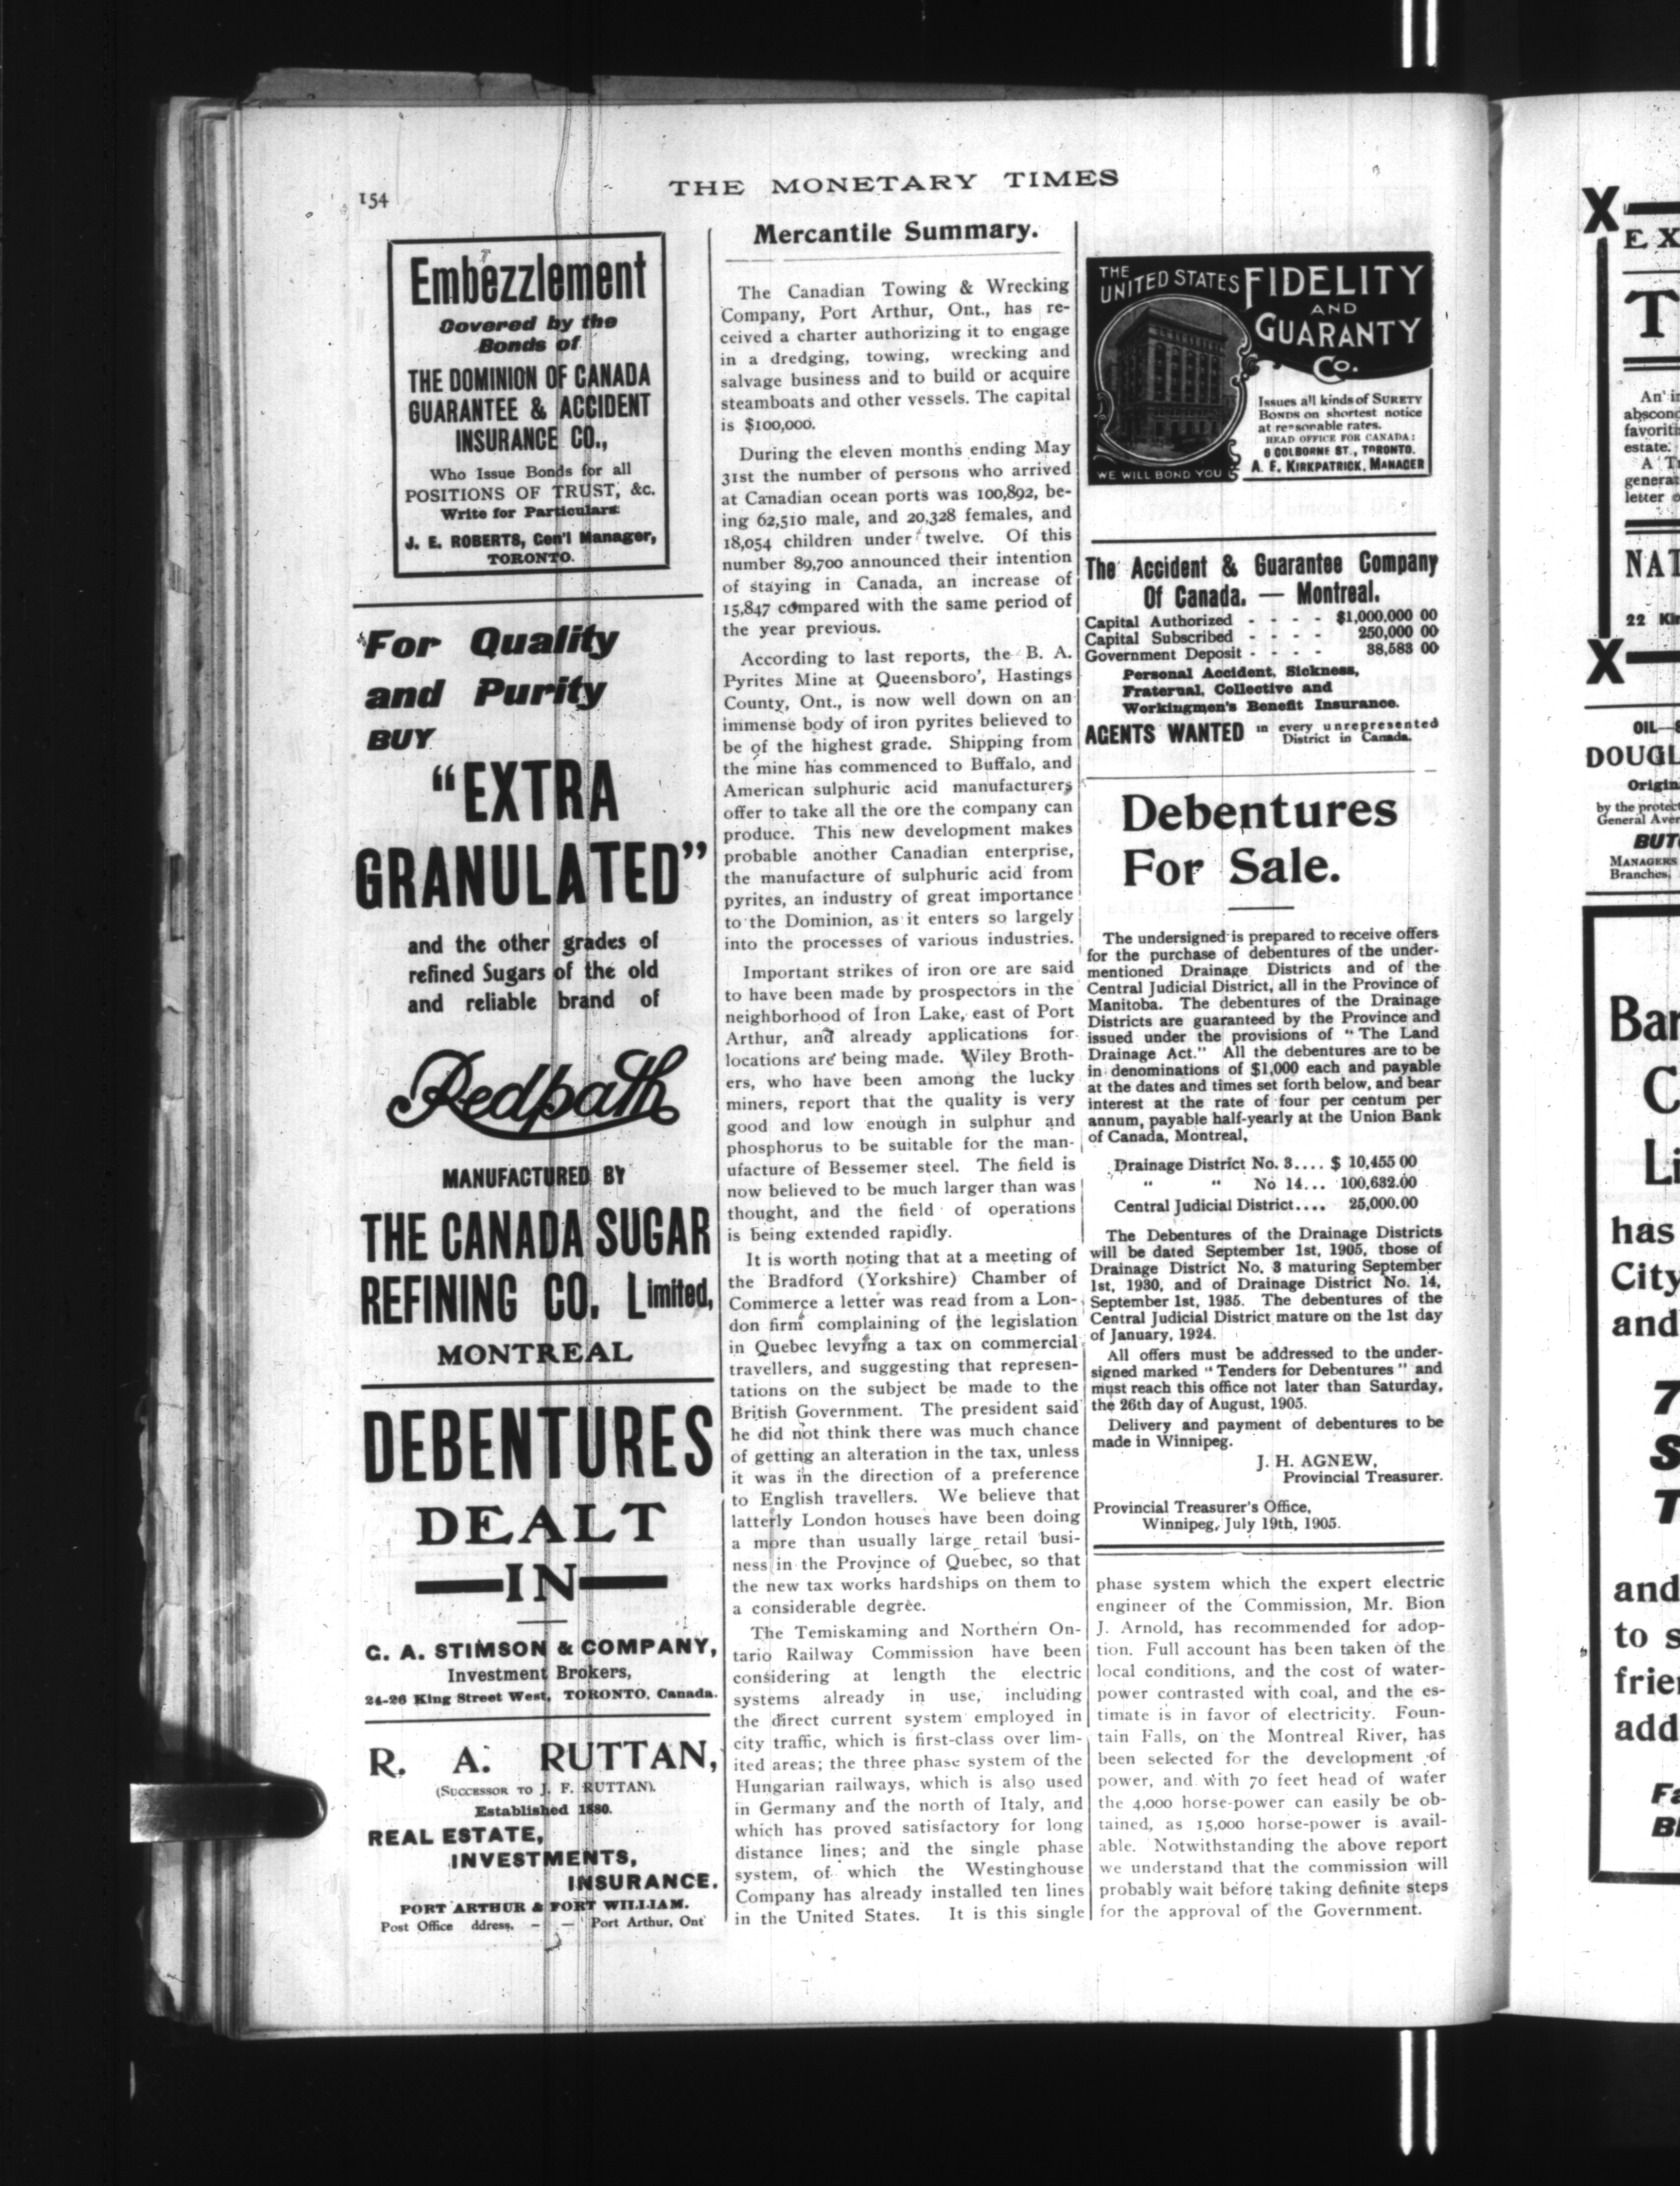 154
THE MONETARY TIMES
Embezzlement
Covered by the
Bonds of
THE DOMINION OF CANADA
GUARANTEE & ACCIDENT
INSURANCE CO.,
Who Issue Bonds for all
POSITIONS OF TRUST, &c.
Write for Particulars
J. E. ROBERTS, Gen'l Manager,
TORONTO.
For Quality
and Purity
BUY
"EXTRA
GRANULATED"
and the other grades of
refined Sugars of the old
and reliable brand of
Redpath
MANUFACTURED BY
THE CANADA SUGAR
REFINING CO. Limited,
MONTREAL
DEBENTURES
DEALT
IN
G. A. STIMSON & COMPANY,
Investment Brokers,
24-26 King Street West, TORONTO, Canada.
R. A. RUTTAN,
(SUCCESSOR TO J. F. RUTTAN).
Established 1880.
REAL ESTATE,
INVESTMENTS,
INSURANCE.
PORT ARTHUR & FORT WILLIAM.
Post Office ddress, - — Port Arthur, Ont
Mercantile Summary.
The Canadian Towing & Wrecking
Company, Port Arthur, Ont., has re-
ceived a charter authorizing it to engage
in a dredging, towing, wrecking and
salvage business and to build or acquire
steamboats and other vessels. The capital
is $100,000.
During the eleven months ending May
31st the number of persons who arrived
at Canadian ocean ports was 100,892, be-
ing 62,510 male, and 20,328 females, and
18,054 children under twelve. Of this
number 89,700 announced their intention
of staying in Canada, an increase of
15,847 compared with the same period of
the year previous.
According to last reports, the B. A.
Pyrites Mine at Queensboro', Hastings
County, Ont., is now well down on an
immense body of iron pyrites believed to
be of the highest grade. Shipping from
the mine has commenced to Buffalo, and
American sulphuric acid manufacturers
offer to take all the ore the company can
produce. This new development makes
probable another Canadian enterprise,
the manufacture of sulphuric acid from
pyrites, an industry of great importance
to the Dominion, as it enters so largely
into the processes of various industries.
Important strikes of iron ore are said
to have been made by prospectors in the
neighborhood of Iron Lake, east of Port
Arthur, and already applications for
locations are being made. Wiley Broth-
ers, who have been among the lucky
miners, report that the quality is very
good and low enough in sulphur and
phosphorus to be suitable for the man-
ufacture of Bessemer steel. The field is
now believed to be much larger than was
thought, and the field of operations
is being extended rapidly.
It is worth noting that at a meeting of
the Bradford (Yorkshire) Chamber of
Commerce a letter was read from a Lon-
don firm complaining of the legislation
in Quebec levying a tax on commercial
travellers, and suggesting that represen-
tations on the subject be made to the
British Government. The president said
he did not think there was much chance
of getting an alteration in the tax, unless
it was in the direction of a preference
to English travellers. We believe that
latterly London houses have been doing
a more than usually large retail busi-
ness in the Province of Quebec, so that
the new tax works hardships on them to
a considerable degree.
The Temiskaming and Northern On-
tario Railway Commission have been
considering at length the electric
systems already in use, including
the direct current system employed in
city traffic, which is first-class over lim-
ited areas; the three phase system of the
Hungarian railways, which is also used
in Germany and the north of Italy, and
which has proved satisfactory for long
distance lines; and the single phase
system, of which the Westinghouse
Company has already installed ten lines
in the United States. It is this single
THE
UNITED STATES
FIDELITY
AND
GUARANTY
Co.
Issues all kinds of SURETY
BONDS on shortest notice
at reasonable rates.
HEAD OFFICE FOR CANADA:
6 COLBORNE ST., TORONTO.
A. E. KIRKPATRICK, MANAGER
WE WILL BOND YOU
The Accident & Guarantee Company
Of Canada. — Montreal.
Capital Authorized - - - - $1,000,000 00
Capital Subscribed - - - - 250,000 00
Government Deposit - - - - 38,583 00
Personal Accident, Sickness,
Fraternal, Collective and
Workingmen's Benefit Insurance.
AGENTS WANTED in every unrepresented
District in Canada.
Debentures
For Sale.
The undersigned is prepared to receive offers
for the purchase of debentures of the under-
mentioned Drainage Districts and of the
Central Judicial District, all in the Province of
Manitoba. The debentures of the Drainage
Districts are guaranteed by the Province and
issued under the provisions of "The Land
Drainage Act." All the debentures are to be
in denominations of $1,000 each and payable
at the dates and times set forth below, and bear
interest at the rate of four per centum per
annum, payable half-yearly at the Union Bank
of Canada, Montreal,
Drainage District No. 3.... $ 10,455 00
" " No 14... 100,632.00
Central Judicial District.... 25,000.00
The Debentures of the Drainage Districts
will be dated September 1st, 1905, those of
Drainage District No. 3 maturing September
1st, 1930, and of Drainage District No. 14,
September 1st, 1935. The debentures of the
Central Judicial District mature on the 1st day
of January, 1924.
All offers must be addressed to the under-
signed marked "Tenders for Debentures" and
must reach this office not later than Saturday,
the 26th day of August, 1905.
Delivery and payment of debentures to be
made in Winnipeg.
J. H. AGNEW,
Provincial Treasurer.
Provincial Treasurer's Office,
Winnipeg, July 19th, 1905.
phase system which the expert electric
engineer of the Commission, Mr. Bion
J. Arnold, has recommended for adop-
tion. Full account has been taken of the
local conditions, and the cost of water-
power contrasted with coal, and the es-
timate is in favor of electricity. Foun-
tain Falls, on the Montreal River, has
been selected for the development of
power, and with 70 feet head of water
the 4,000 horse-power can easily be ob-
tained, as 15,000 horse-power is avail-
able. Notwithstanding the above report
we understand that the commission will
probably wait before taking definite steps
for the approval of the Government.
X
EX
T
An
abscon
favorit
estate.
A T
genera
letter
NAT
22
X
OIL
DOUGL
Origin
by the protec
General Aver
BUT
MANAGERS
Branches,
Bar
C
Li
has
City
and
7
S
T
and
to s
frie
add
Fa